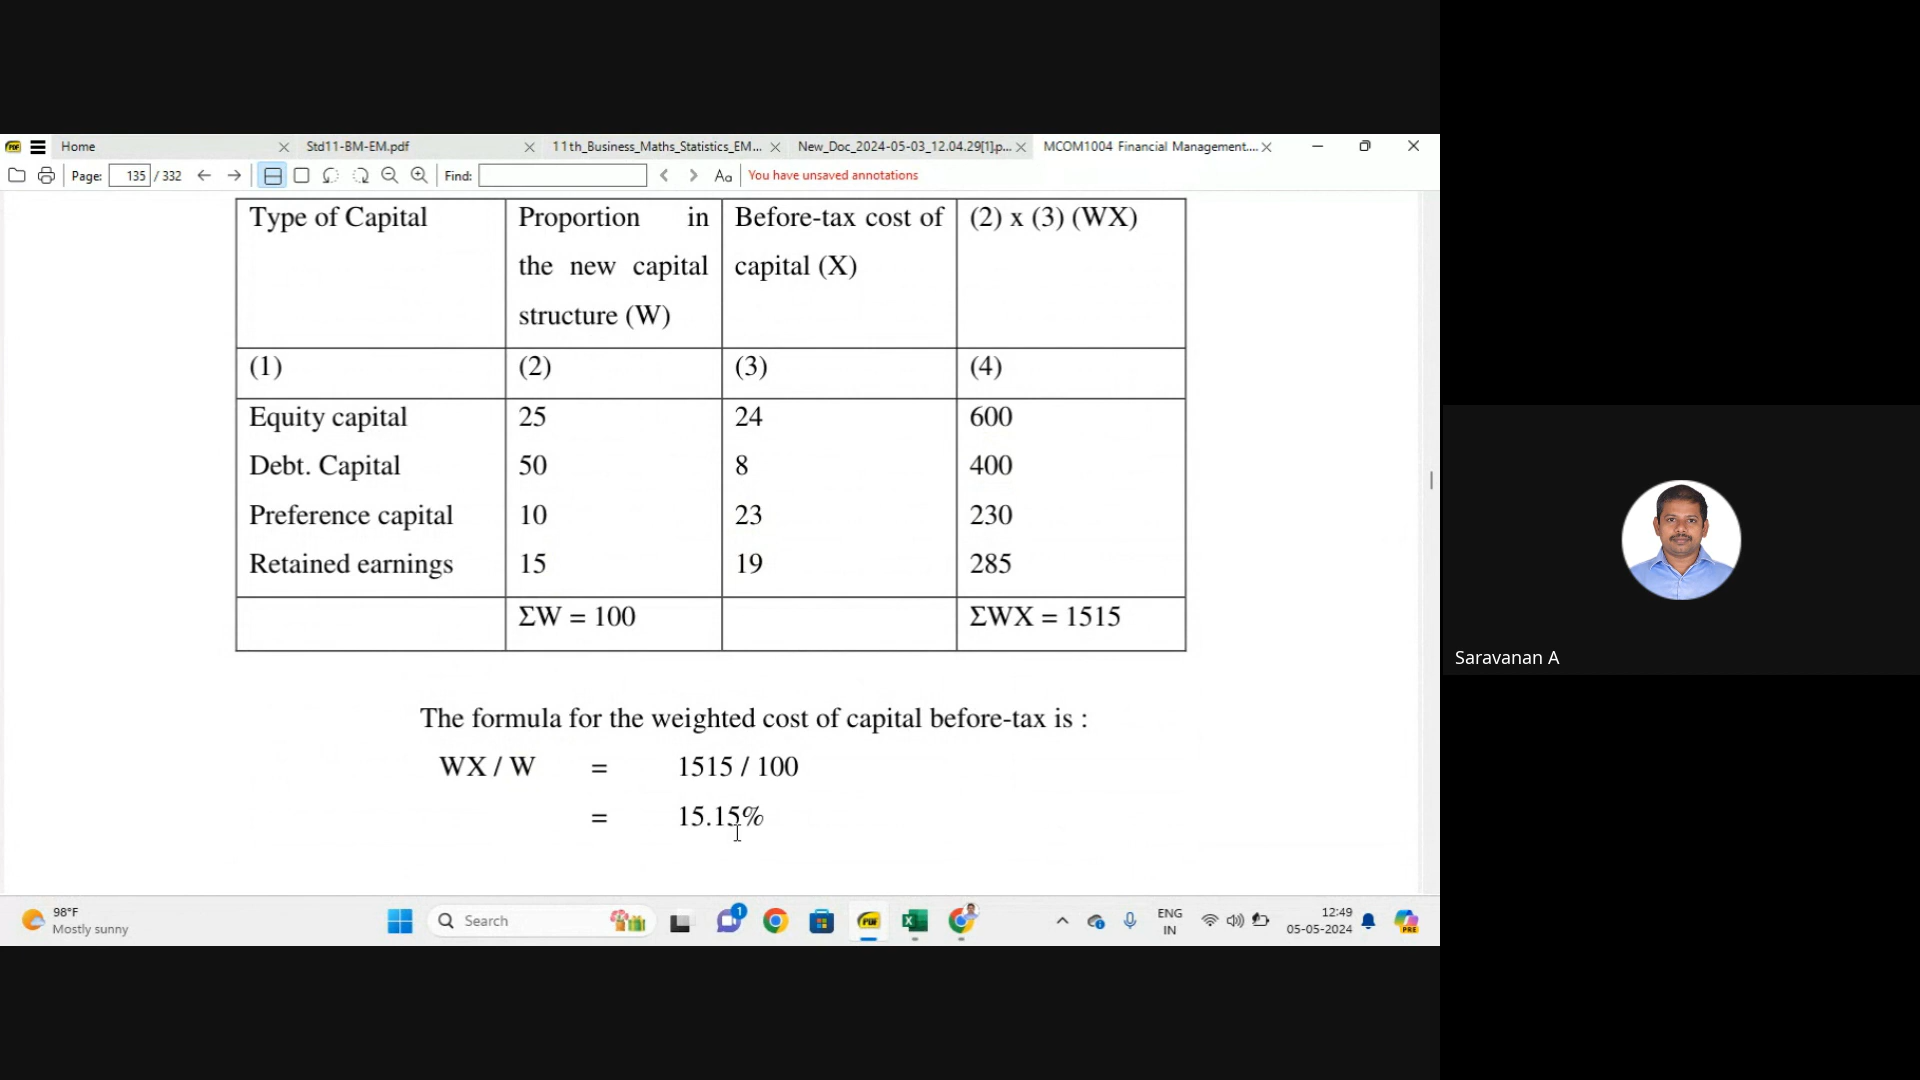 Home
Std11-BM-EM.pdf
11th_Business_Maths_Statistics_EM...
New_Doc_2024-05-03_12.04.29[1].p...
MCOM1004 Financial Management....
Page: 135 / 332
Find:
Aa
You have unsaved annotations
Type of Capital
Proportion in
the new capital
structure (W)
Before-tax cost of
capital (X)
(2) x (3) (WX)
(1) (2) (3) (4)
Equity capital 25 24 600
Debt. Capital 50 8 400
Preference capital 10 23 230
Retained earnings 15 19 285
ΣW = 100 ΣWX = 1515
The formula for the weighted cost of capital before-tax is :
WX / W = 1515 / 100
= 15.15%
98°F
Mostly sunny
Search
1
PDF
ENG
IN
12:49
05-05-2024
PRE
Saravanan A